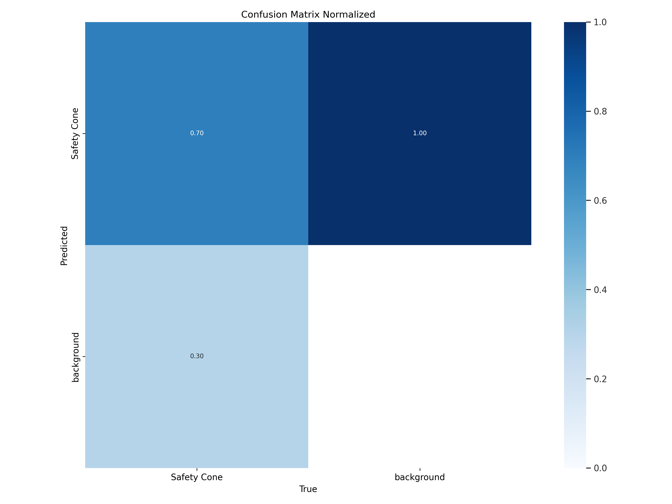 Confusion Matrix Normalized
Safety Cone
background
Predicted
0.70
1.00
0.30
Safety Cone
background
True
1.0
0.8
0.6
0.4
0.2
0.0